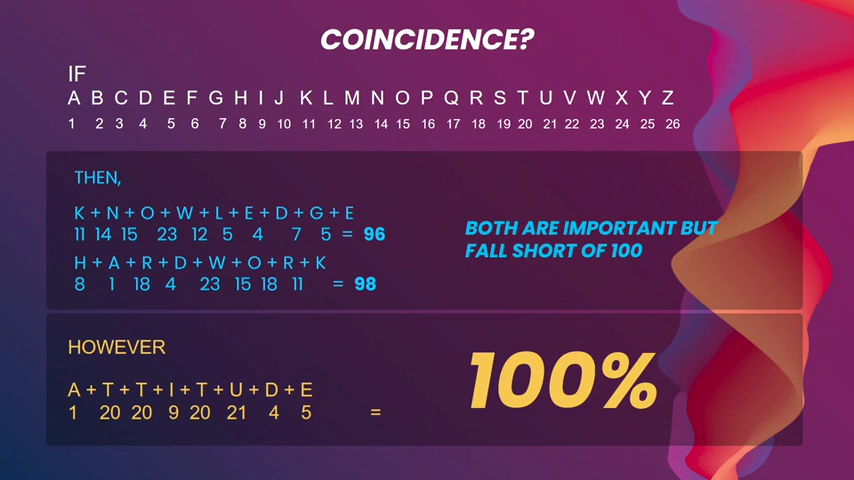 COINCIDENCE?
IF
A B C D E F G H I J K L M N O P Q R S T U V W X Y Z
1 2 3 4 5 6 7 8 9 10 11 12 13 14 15 16 17 18 19 20 21 22 23 24 25 26
THEN,
K + N + O + W + L + E + D + G + E
11 14 15 23 12 5 4 7 5 = 96
H + A + R + D + W + O + R + K
8 1 18 4 23 15 18 11 = 98
BOTH ARE IMPORTANT BUT
FALL SHORT OF 100
HOWEVER
A + T + T + I + T + U + D + E
1 20 20 9 20 21 4 5 =
100%